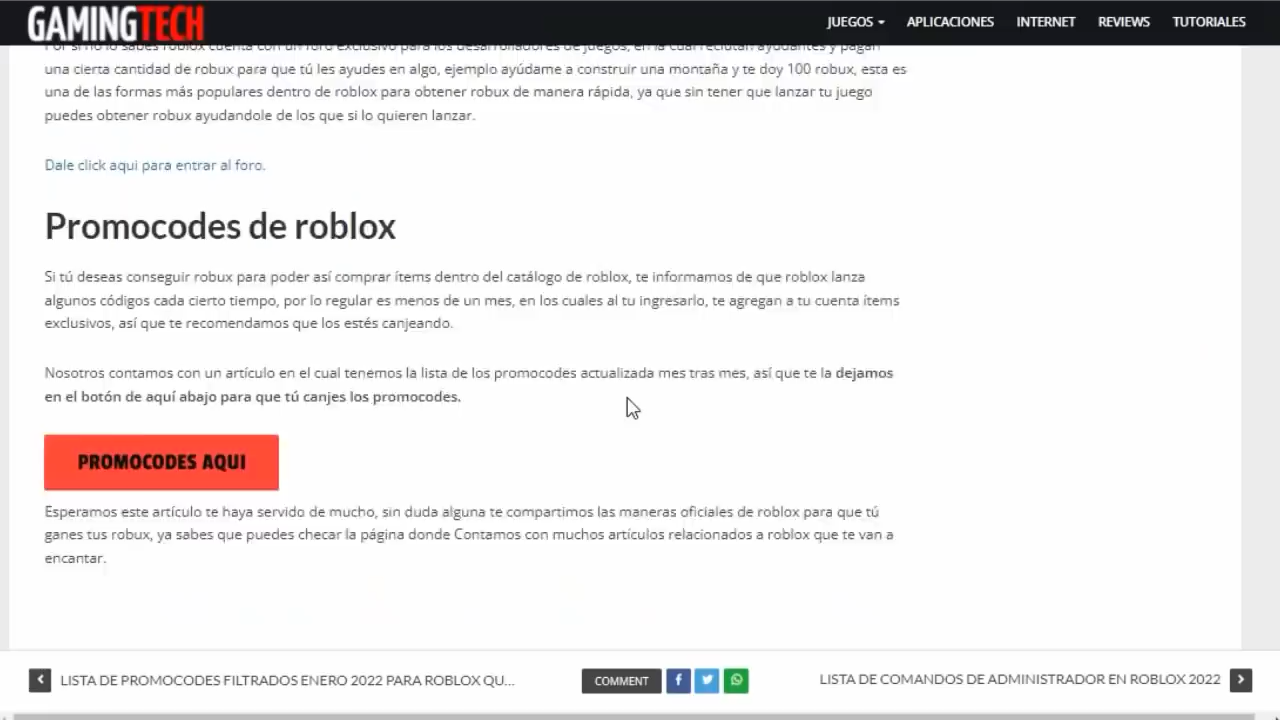 GAMINGTECH
JUEGOS APLICACIONES INTERNET REVIEWS TUTORIALES
Por si no lo sabes roblox cuenta con un foro exclusivo para los desarrolladores de juegos, en la cual reclutan ayudantes y pagan
una cierta cantidad de robux para que tú les ayudes en algo, ejemplo ayúdame a construir una montaña y te doy 100 robux, esta es
una de las formas más populares dentro de roblox para obtener robux de manera rápida, ya que sin tener que lanzar tu juego
puedes obtener robux ayudandole de los que si lo quieren lanzar.
Dale click aqui para entrar al foro.
Promocodes de roblox
Si tú deseas conseguir robux para poder así comprar ítems dentro del catálogo de roblox, te informamos de que roblox lanza
algunos códigos cada cierto tiempo, por lo regular es menos de un mes, en los cuales al tu ingresarlo, te agregan a tu cuenta ítems
exclusivos, así que te recomendamos que los estés canjeando.
Nosotros contamos con un artículo en el cual tenemos la lista de los promocodes actualizada mes tras mes, así que te la dejamos
en el botón de aquí abajo para que tú canjes los promocodes.
PROMOCODES AQUI
Esperamos este artículo te haya servido de mucho, sin duda alguna te compartimos las maneras oficiales de roblox para que tú
ganes tus robux, ya sabes que puedes checar la página donde Contamos con muchos artículos relacionados a roblox que te van a
encantar.
LISTA DE PROMOCODES FILTRADOS ENERO 2022 PARA ROBLOX QU...
COMMENT
LISTA DE COMANDOS DE ADMINISTRADOR EN ROBLOX 2022